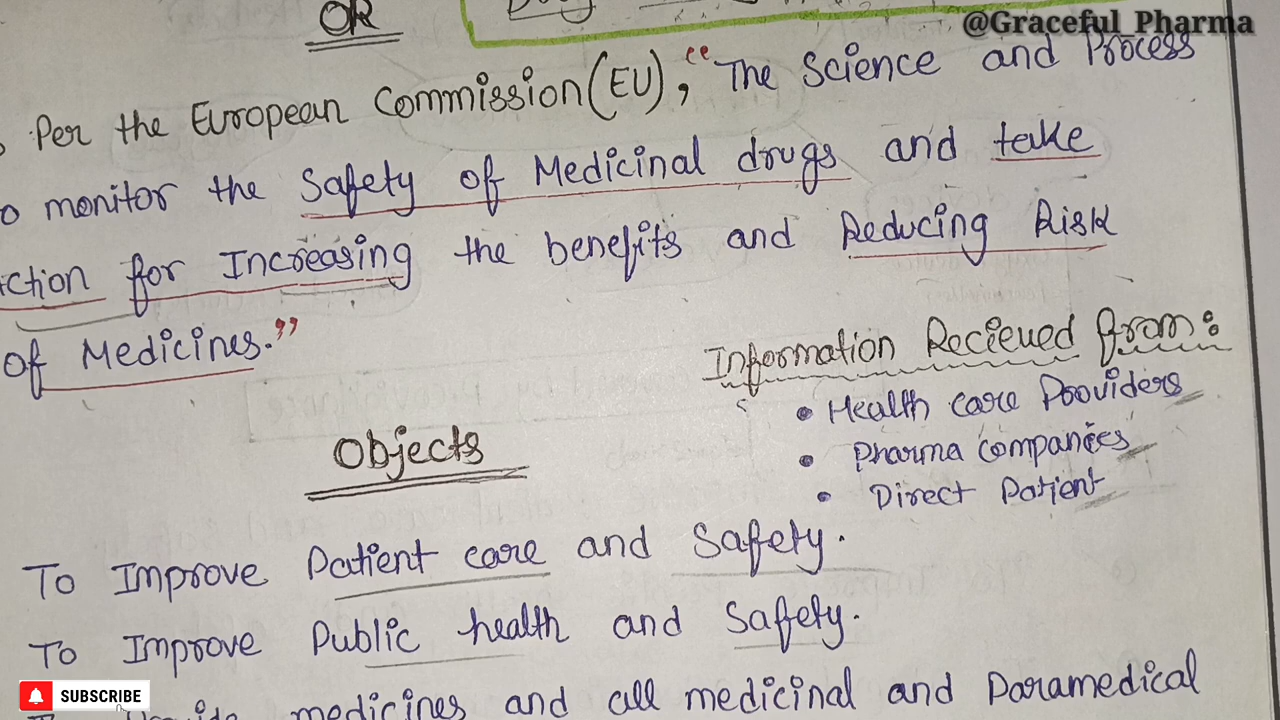 OR
@Graceful_Pharma
Per the European Commission (EU), "The Science and Process
o monitor the Safety of Medicinal drugs and take
ction for Increasing the benefits and Reducing Risk
of Medicines."
Information Recieved from:
• Health care Providers
• Pharma Companies
• Direct Patient
Objects
To Improve Patient care and Safety.
To Improve Public health and Safety.
medicines and all medicinal and Paramedical
SUBSCRIBE